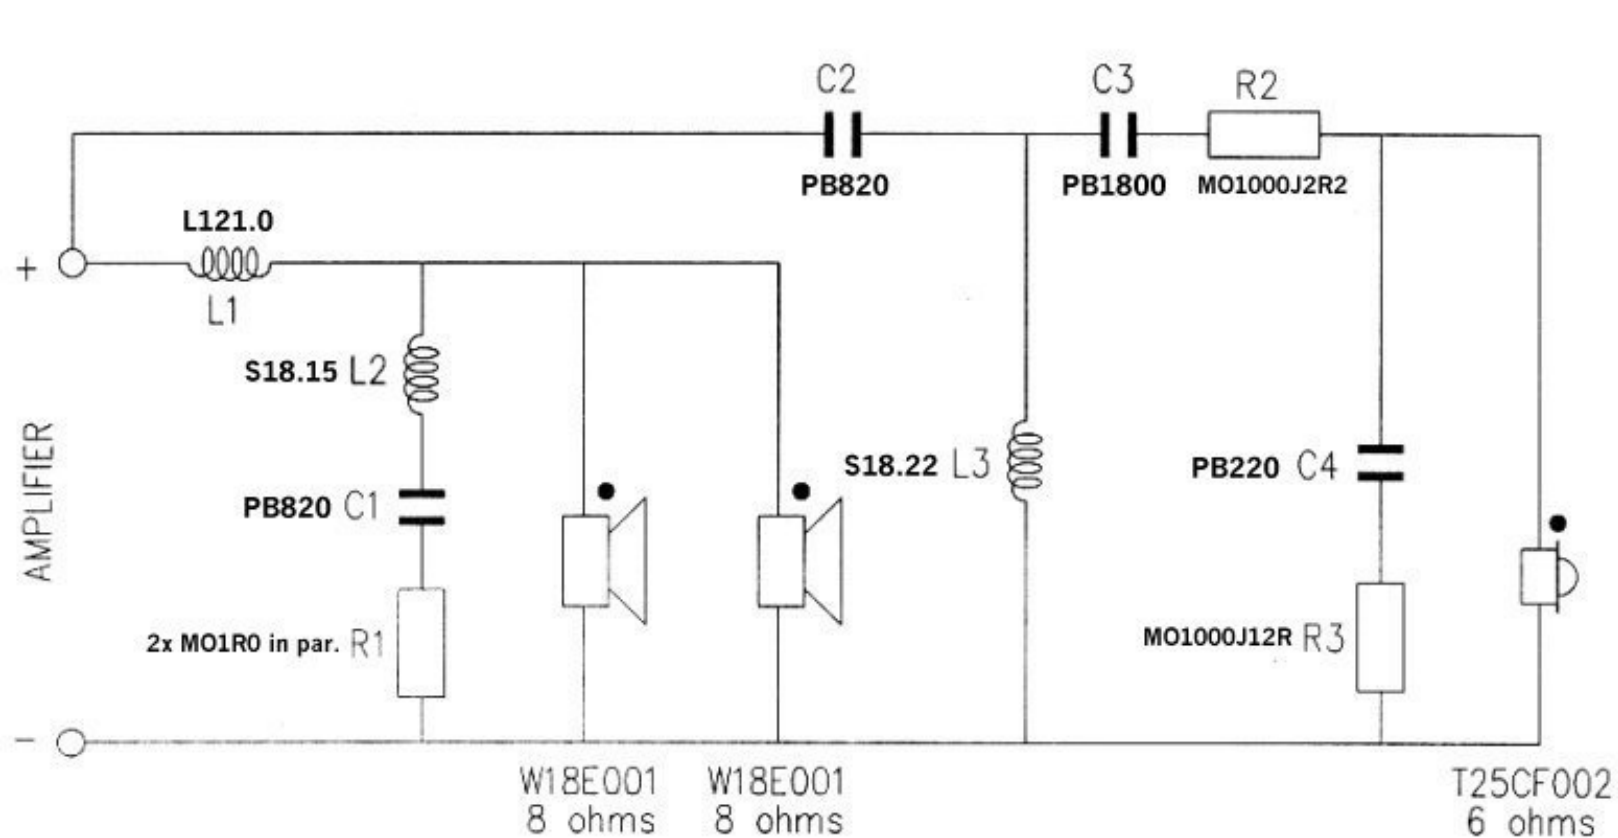 C2
C3
R2
PB820
PB1800
MO1000J2R2
L121.0
+
L1
S18.15 L2
AMPLIFIER
S18.22 L3
PB220 C4
PB820 C1
2x MO1R0 in par. R1
MO1000J12R R3
-
W18E001
8 ohms
W18E001
8 ohms
T25CF002
6 ohms